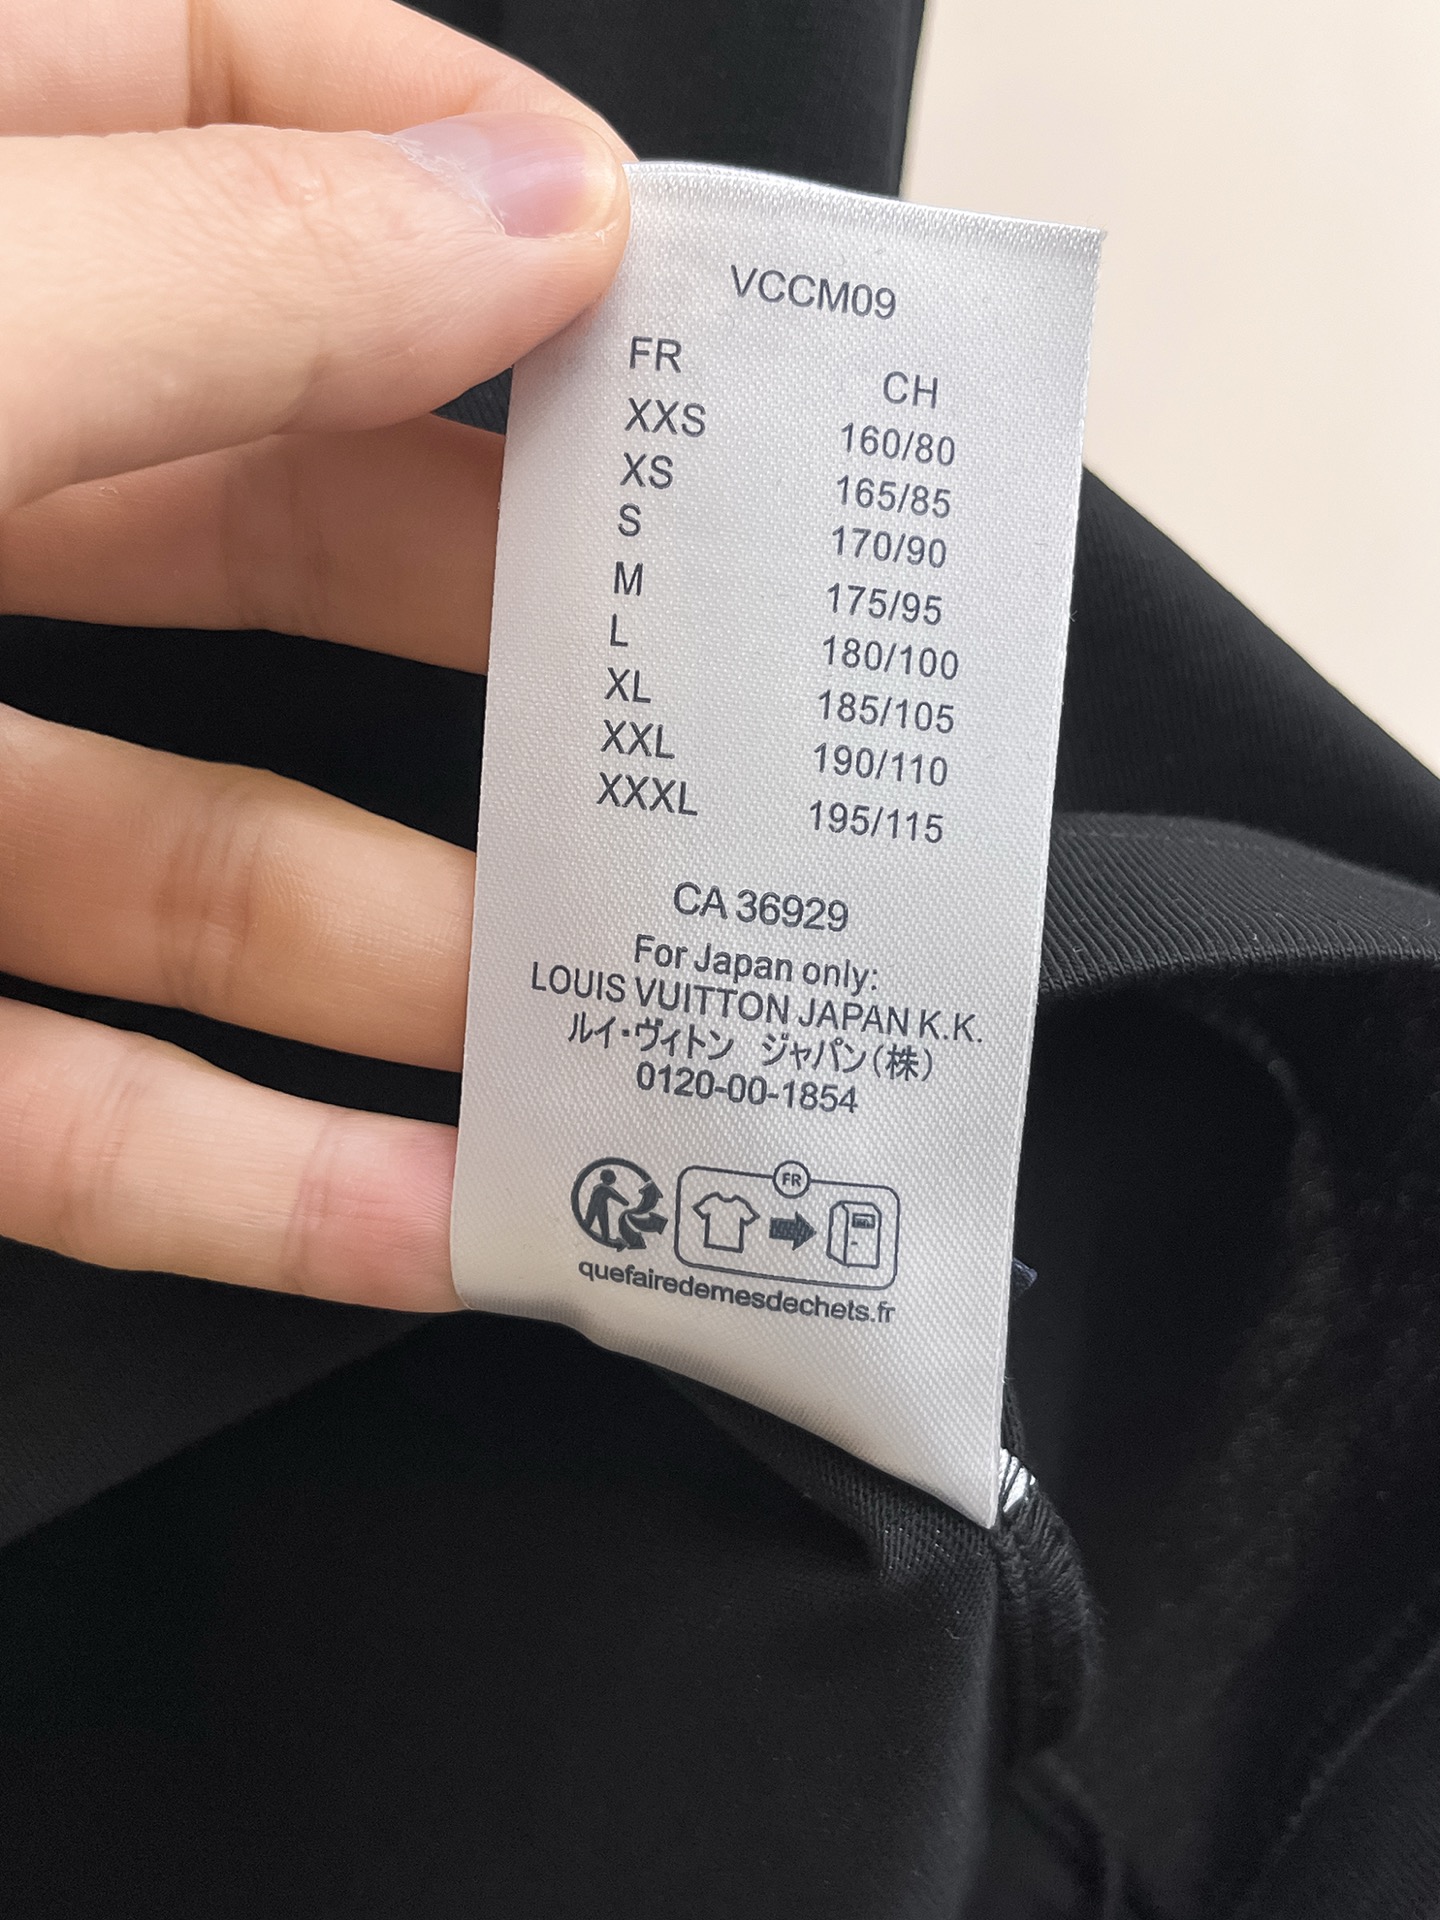 VCCM09
FR CH
XXS 160/80
XS 165/85
S 170/90
M 175/95
L 180/100
XL 185/105
XXL 190/110
XXXL 195/115
CA 36929
For Japan only:
LOUIS VUITTON JAPAN K.K.
ルイ・ヴィトン ジャパン(株)
0120-00-1854
FR
quefairedemesdechets.fr